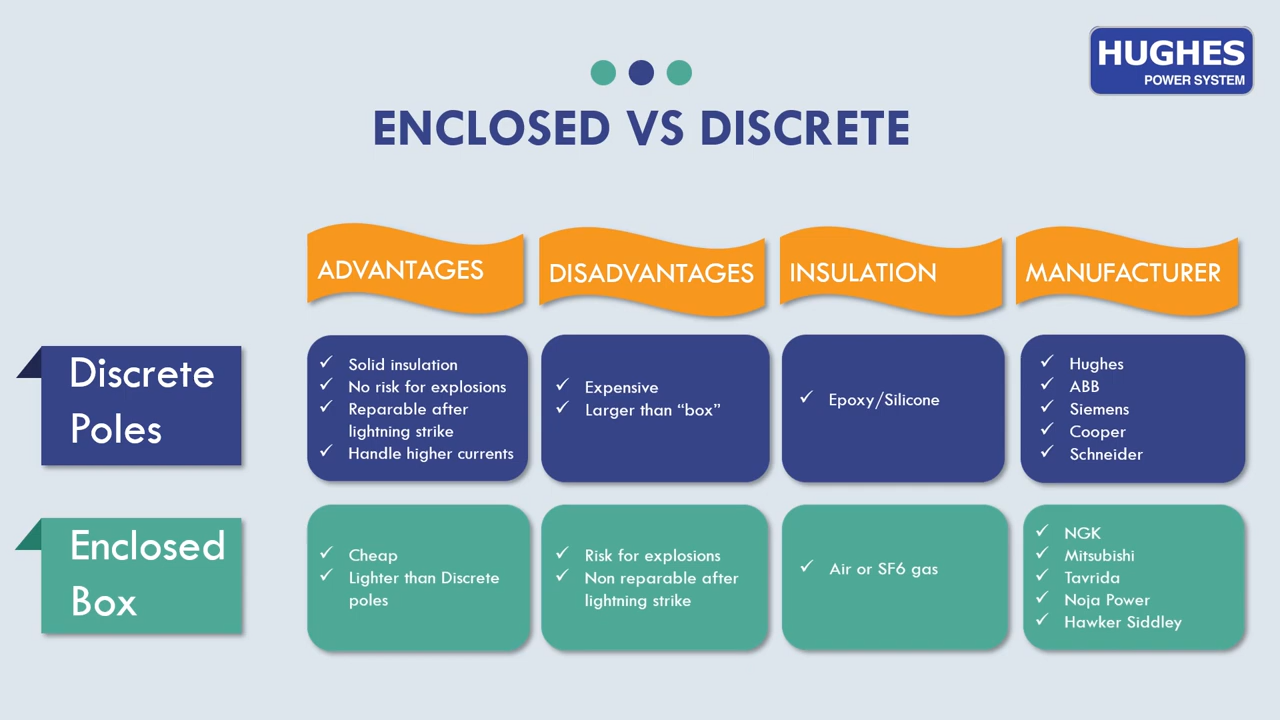 HUGHES
POWER SYSTEM
ENCLOSED VS DISCRETE
ADVANTAGES
DISADVANTAGES
INSULATION
MANUFACTURER
Discrete
Poles
✓ Solid insulation
✓ No risk for explosions
✓ Reparable after
lightning strike
✓ Handle higher currents
✓ Expensive
✓ Larger than “box”
✓ Epoxy/Silicone
✓ Hughes
✓ ABB
✓ Siemens
✓ Cooper
✓ Schneider
Enclosed
Box
✓ Cheap
✓ Lighter than Discrete
poles
✓ Risk for explosions
✓ Non reparable after
lightning strike
✓ Air or SF6 gas
✓ NGK
✓ Mitsubishi
✓ Tavrida
✓ Noja Power
✓ Hawker Siddley